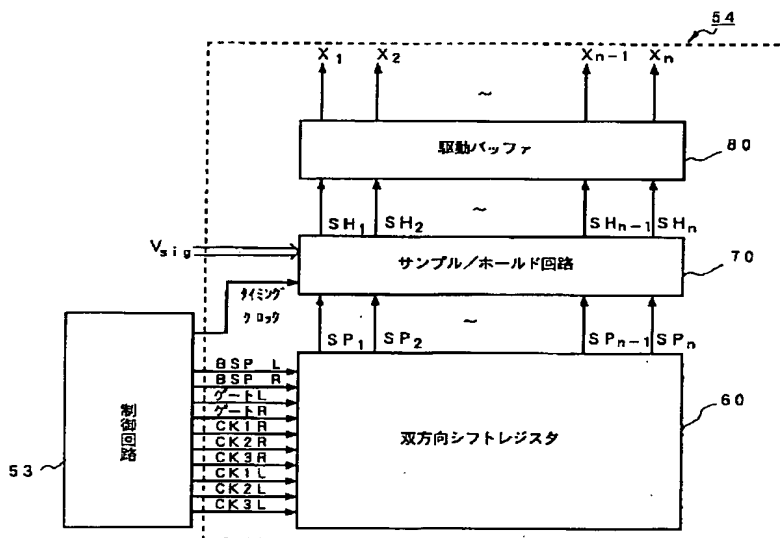 54
X1 X2 ~ Xn-1 Xn
駆動バッファ
80
SH1 SH2 ~ SHn-1 SHn
Vsig
サンプル/ホールド回路
70
タイミング
クロック
SP1 SP2 ~ SPn-1 SPn
制御回路
53
BSP L
BSP R
ゲートL
ゲートR
CK1R
CK2R
CK3R
CK1L
CK2L
CK3L
双方向シフトレジスタ
60